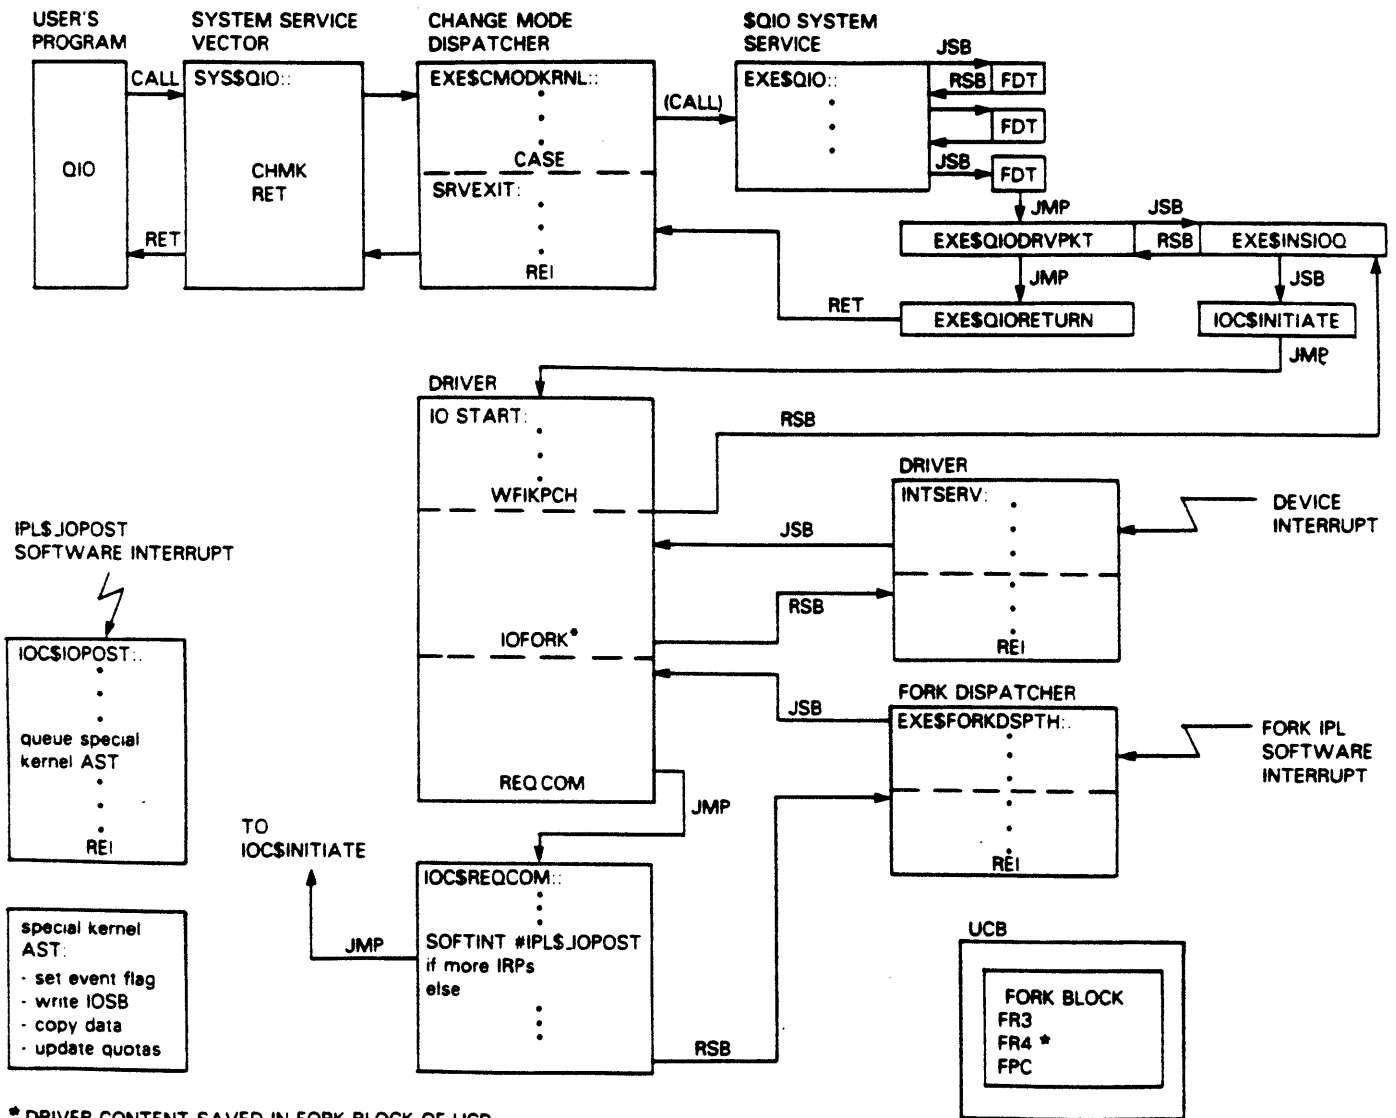 USER'S
PROGRAM
SYSTEM SERVICE
VECTOR
CHANGE MODE
DISPATCHER
$QIO SYSTEM
SERVICE
QIO
CALL
RET
SYS$QIO::
CHMK
RET
EXE$CMODKRNL::
CASE
SRVEXIT:
REI
(CALL)
EXE$QIO::
JSB
RSB
FDT
FDT
JSB
FDT
JMP
EXE$QIODRVPKT
JSB
RSB
EXE$INSIOQ
JMP
JSB
RET
EXE$QIORETURN
IOC$INITIATE
JMP
DRIVER
IO START:
WFIKPCH
RSB
DRIVER
INTSERV:
REI
DEVICE
INTERRUPT
JSB
RSB
IOFORK*
IPL$_IOPOST
SOFTWARE INTERRUPT
IOC$IOPOST::
queue special
kernel AST
REI
FORK DISPATCHER
EXE$FORKDSPTH::
REI
FORK IPL
SOFTWARE
INTERRUPT
JSB
REQCOM
JMP
TO
IOC$INITIATE
JMP
IOC$REQCOM::
SOFTINT #IPL$_IOPOST
if more IRPs
else
RSB
special kernel
AST:
- set event flag
- write IOSB
- copy data
- update quotas
UCB
FORK BLOCK
FR3
FR4 *
FPC
* DRIVER CONTENT SAVED IN FORK BLOCK OF UCB